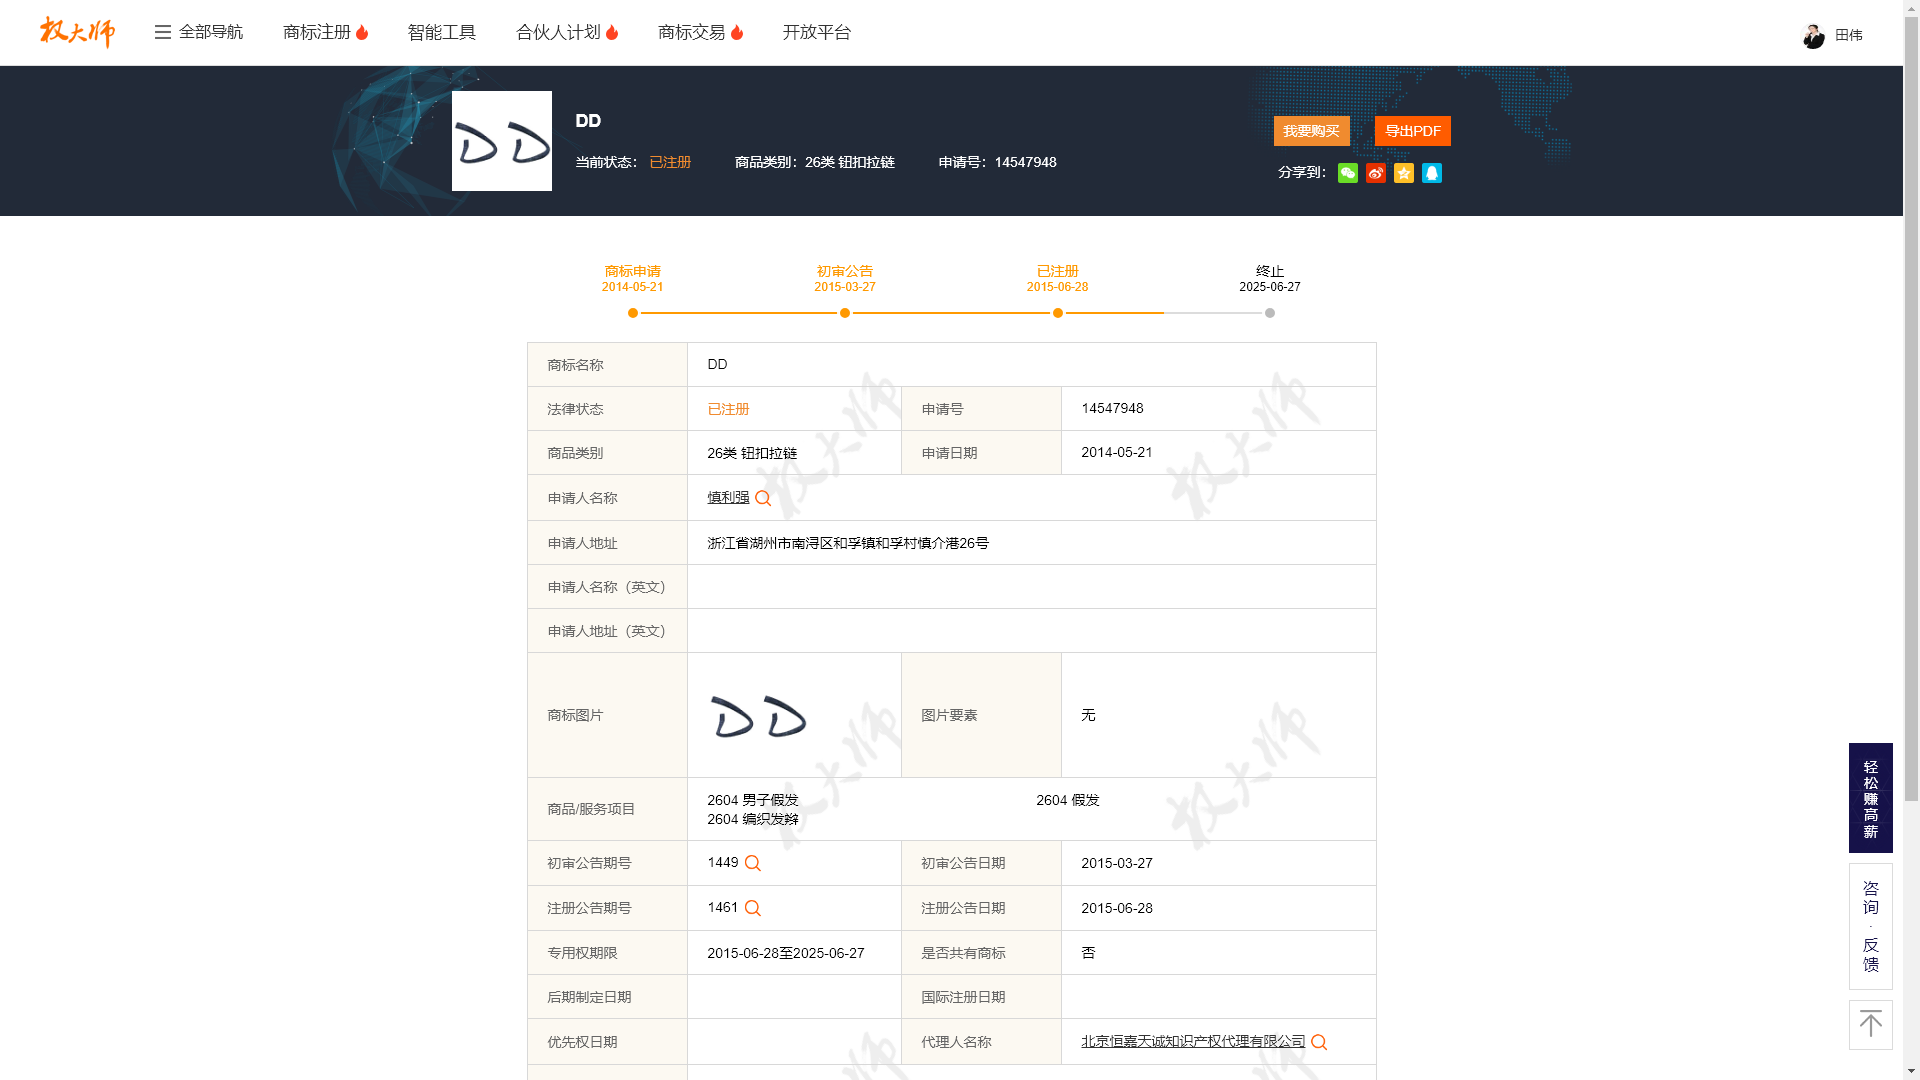 权大师
全部导航
商标注册
智能工具
合伙人计划
商标交易
开放平台
田伟
DD
DD
当前状态： 已注册
商品类别：26类 钮扣拉链
申请号：14547948
我要购买
导出PDF
分享到：
商标申请
2014-05-21
初审公告
2015-03-27
已注册
2015-06-28
终止
2025-06-27
商标名称 DD
法律状态 已注册 申请号 14547948
商品类别 26类 钮扣拉链 申请日期 2014-05-21
申请人名称 慎利强
申请人地址 浙江省湖州市南浔区和孚镇和孚村慎介港26号
申请人名称（英文）
申请人地址（英文）
商标图片 DD 图片要素 无
商品/服务项目 2604 男子假发 2604 假发
2604 编织发辫
初审公告期号 1449 初审公告日期 2015-03-27
注册公告期号 1461 注册公告日期 2015-06-28
专用权期限 2015-06-28至2025-06-27 是否共有商标 否
后期制定日期 国际注册日期
优先权日期 代理人名称 北京恒嘉天诚知识产权代理有限公司
权大师
权大师
权大师
权大师
轻松赚高薪
咨询·反馈